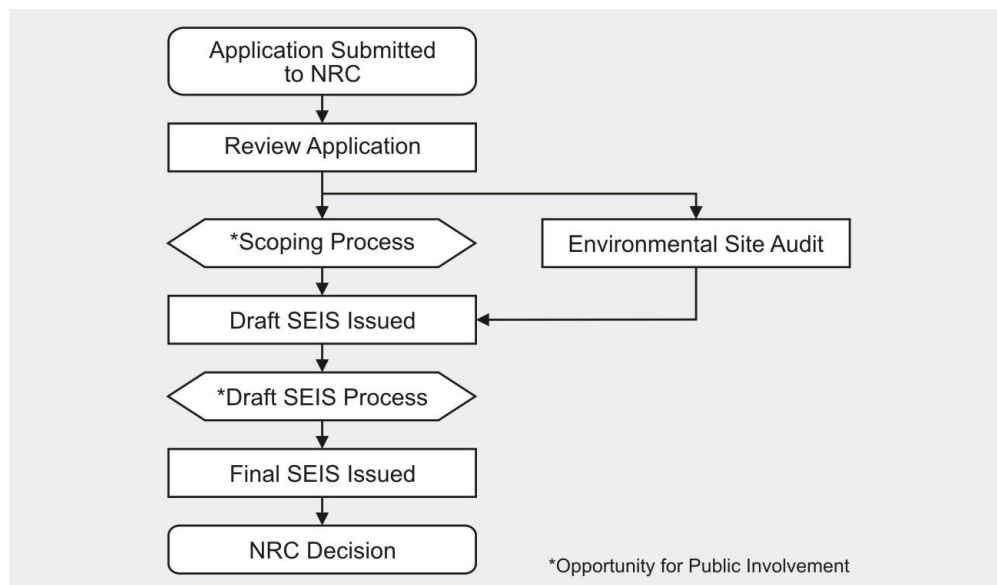 Application Submitted
to NRC
Review Application
*Scoping Process
Environmental Site Audit
Draft SEIS Issued
*Draft SEIS Process
Final SEIS Issued
NRC Decision
*Opportunity for Public Involvement